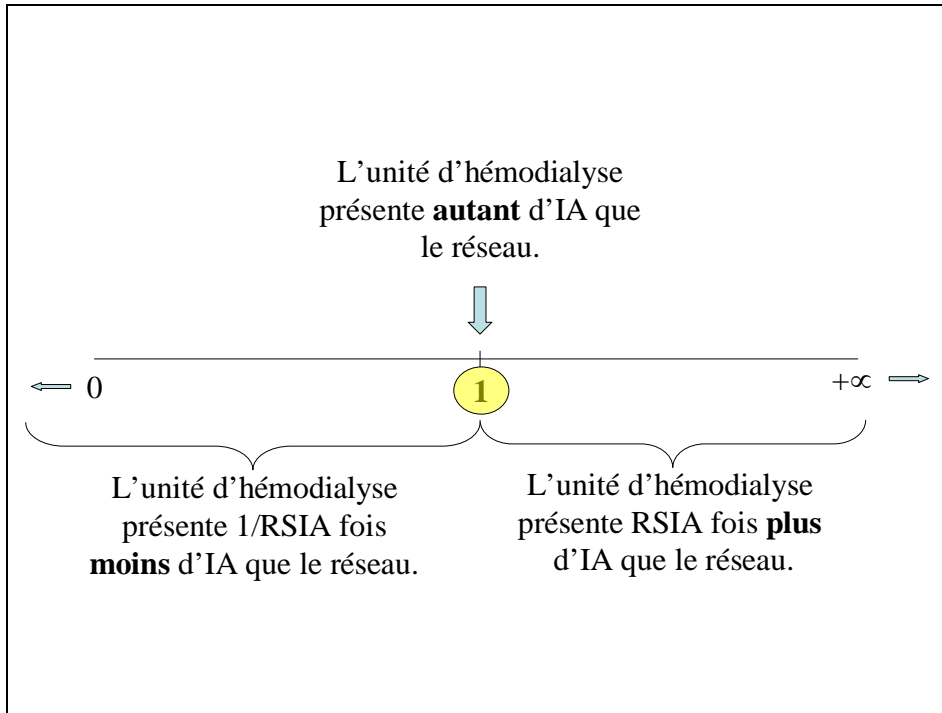 L’unité d’hémodialyse
présente autant d’IA que
le réseau.
0
1
+∝
L’unité d’hémodialyse
présente 1/RSIA fois
moins d’IA que le réseau.
L’unité d’hémodialyse
présente RSIA fois plus
d’IA que le réseau.